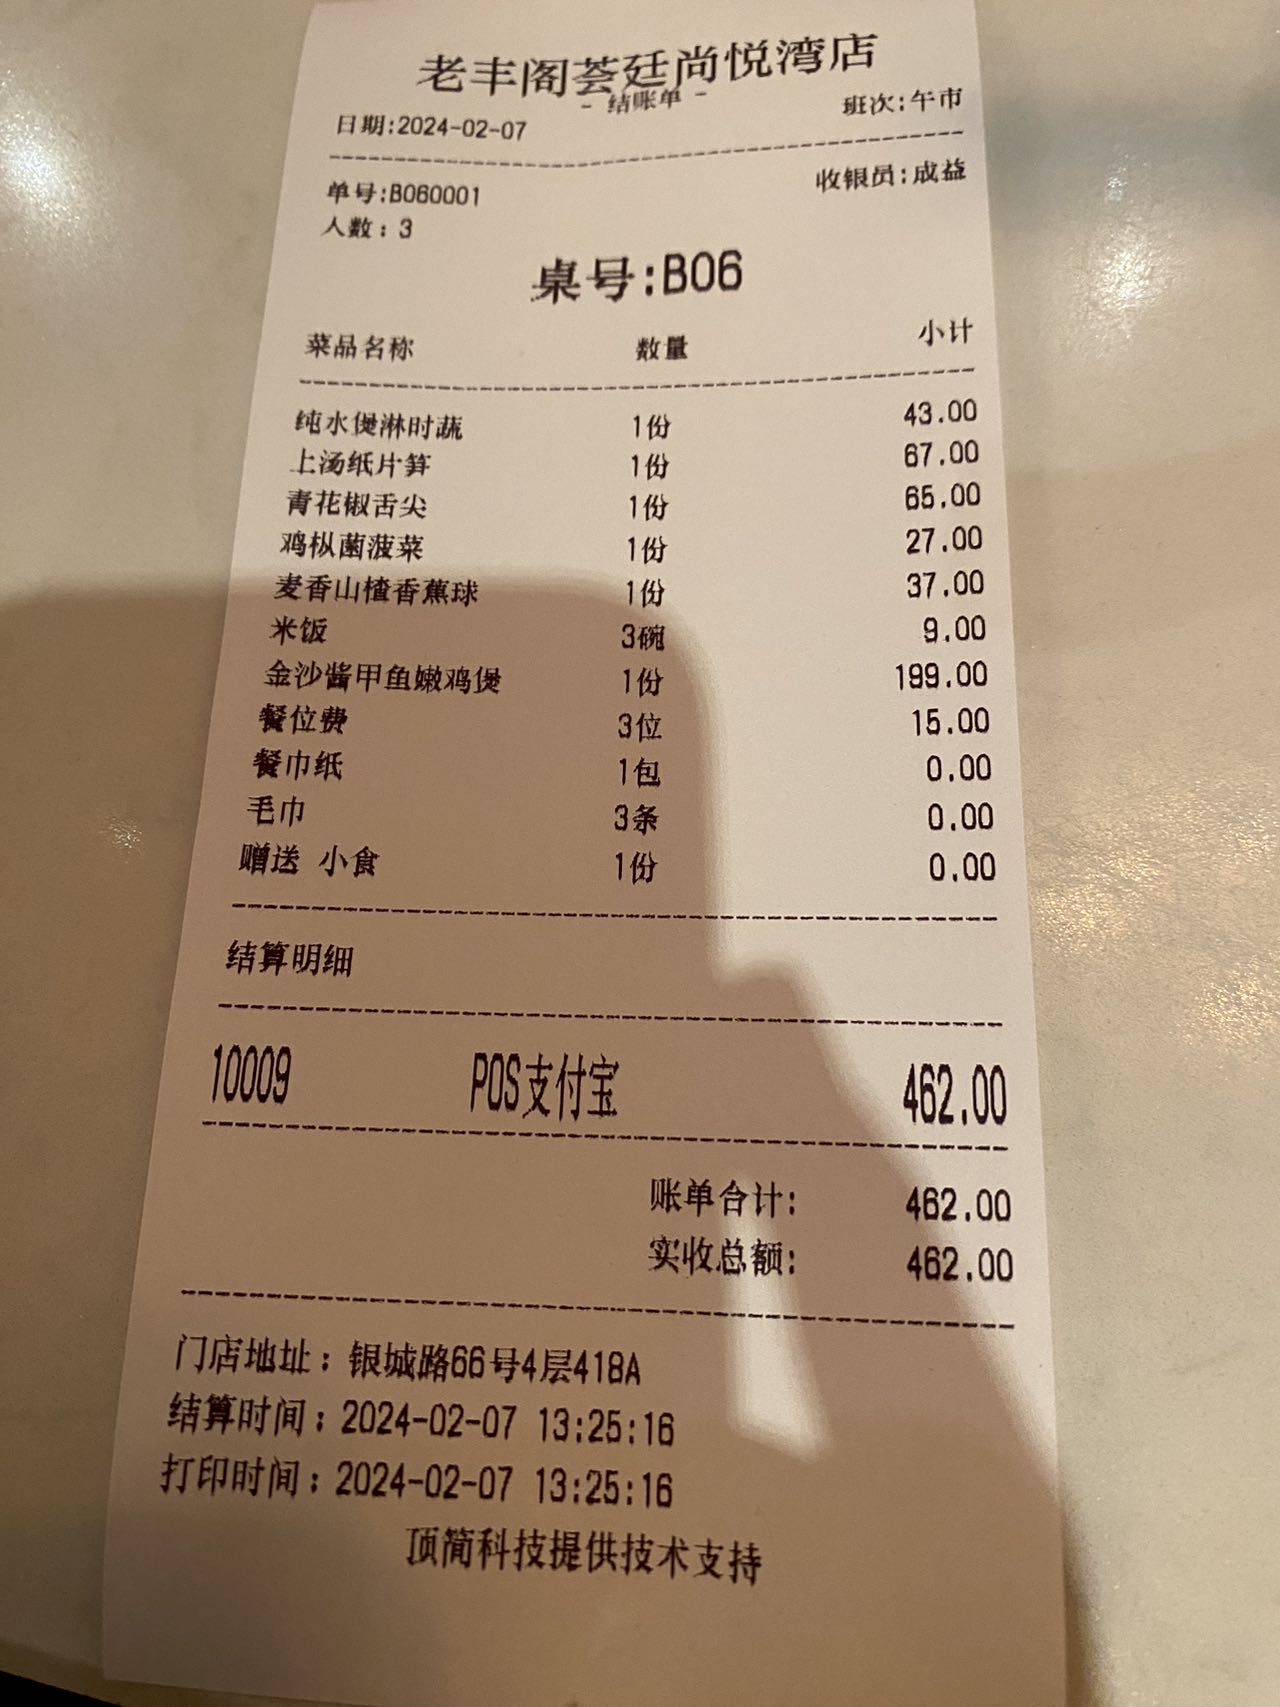 老丰阁荟廷尚悦湾店
- 结账单 -
日期:2024-02-07 班次:午市
单号:B060001 收银员:成益
人数: 3
桌号:B06
菜品名称 数量 小计
纯水煲淋时蔬 1份 43.00
上汤纸片笋 1份 67.00
青花椒舌尖 1份 65.00
鸡枞菌菠菜 1份 27.00
麦香山楂香蕉球 1份 37.00
米饭 3碗 9.00
金沙酱甲鱼嫩鸡煲 1份 199.00
餐位费 3位 15.00
餐巾纸 1包 0.00
毛巾 3条 0.00
赠送 小食 1份 0.00
结算明细
10009 POS支付宝 462.00
账单合计: 462.00
实收总额: 462.00
门店地址: 银城路66号4层418A
结算时间: 2024-02-07 13:25:16
打印时间: 2024-02-07 13:25:16
顶简科技提供技术支持